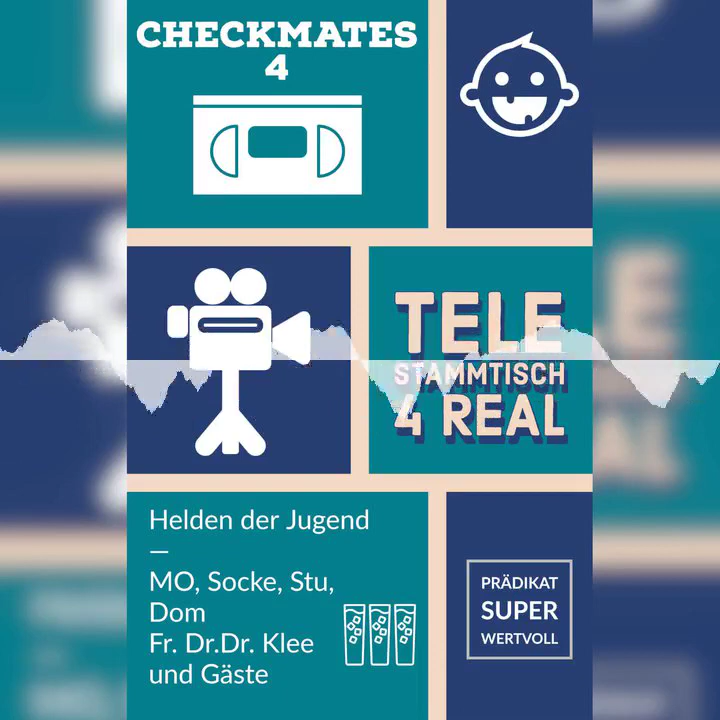 CHECKMATES
4
TELE
STAMMTISCH
4 REAL
Helden der Jugend
—
MO, Socke, Stu,
Dom
Fr. Dr.Dr. Klee
und Gäste
PRÄDIKAT
SUPER
WERTVOLL